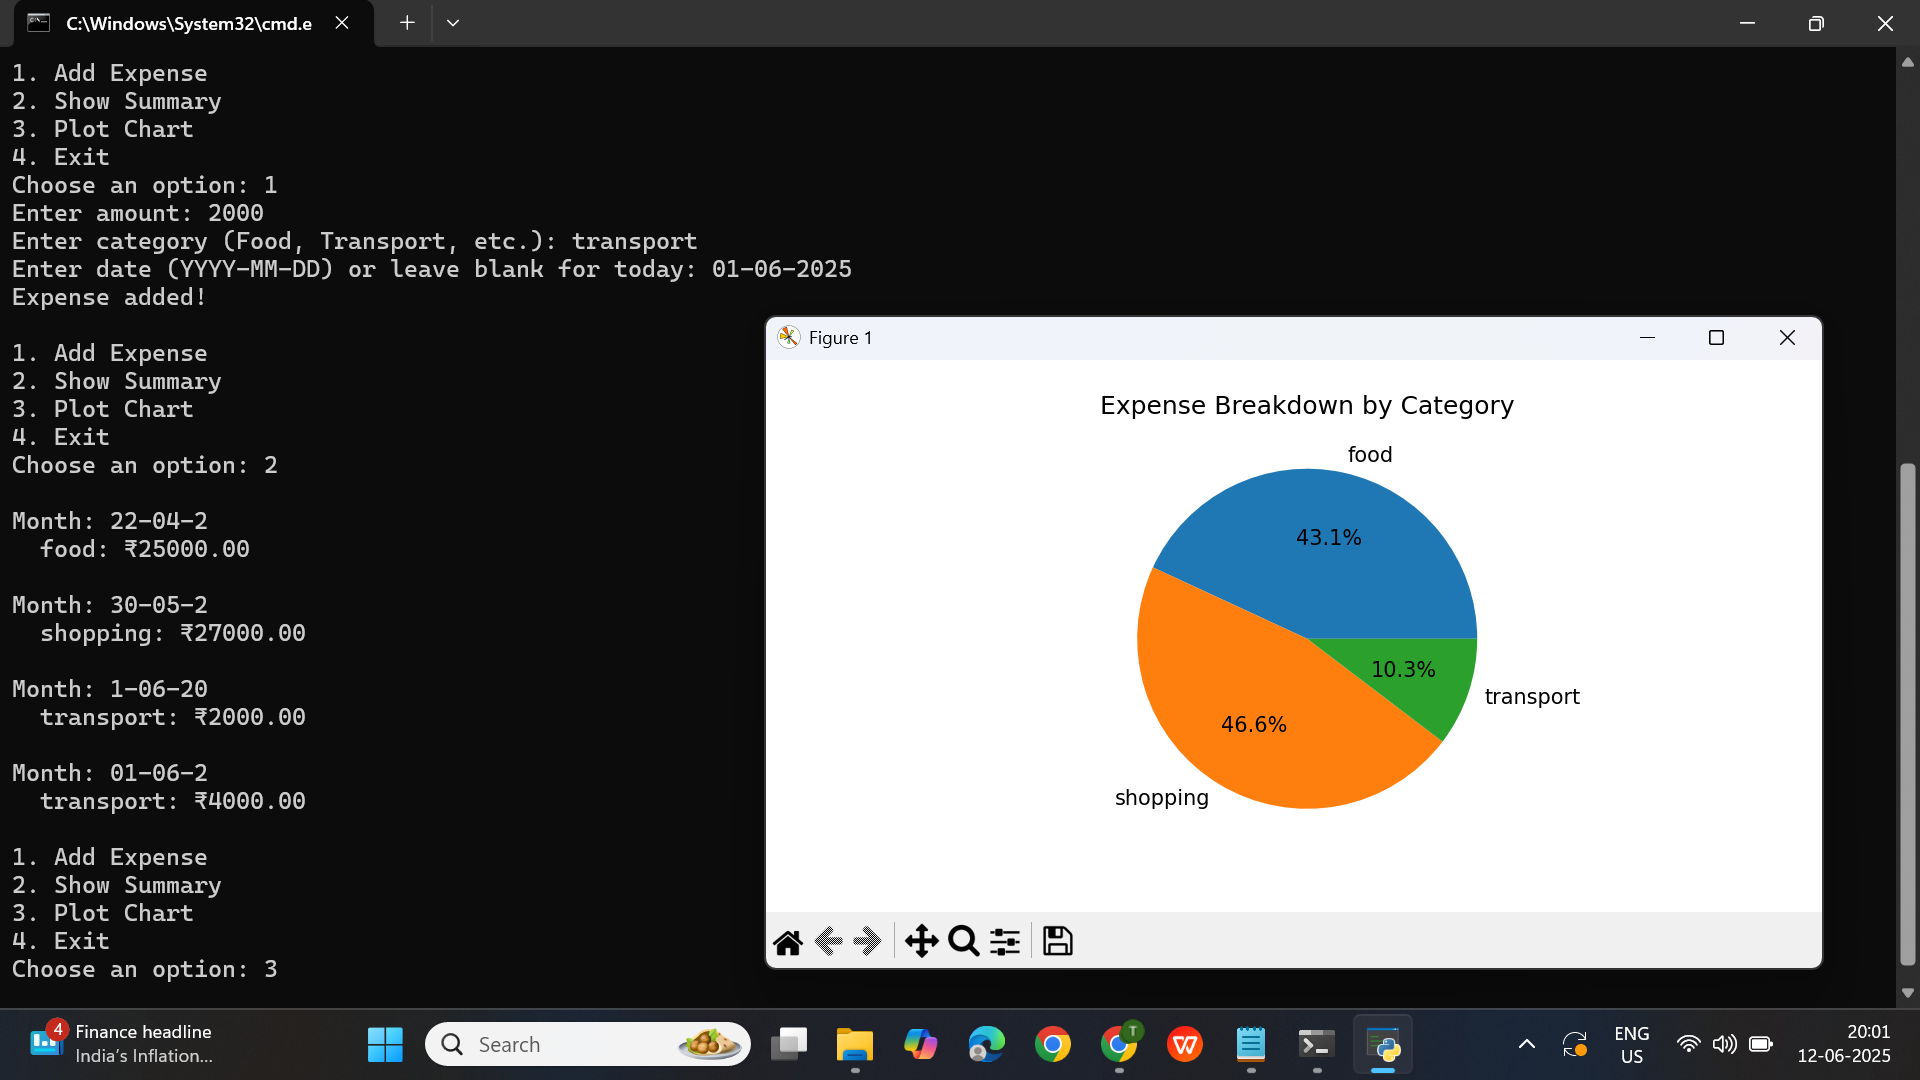 C:\Windows\System32\cmd.e
1. Add Expense
2. Show Summary
3. Plot Chart
4. Exit
Choose an option: 1
Enter amount: 2000
Enter category (Food, Transport, etc.): transport
Enter date (YYYY-MM-DD) or leave blank for today: 01-06-2025
Expense added!
1. Add Expense
2. Show Summary
3. Plot Chart
4. Exit
Choose an option: 2
Month: 22-04-2
food: ₹25000.00
Month: 30-05-2
shopping: ₹27000.00
Month: 1-06-20
transport: ₹2000.00
Month: 01-06-2
transport: ₹4000.00
1. Add Expense
2. Show Summary
3. Plot Chart
4. Exit
Choose an option: 3
Figure 1
Expense Breakdown by Category
food
43.1%
10.3%
transport
46.6%
shopping
4
Finance headline
India's Inflation...
Search
T
W
ENG
US
20:01
12-06-2025